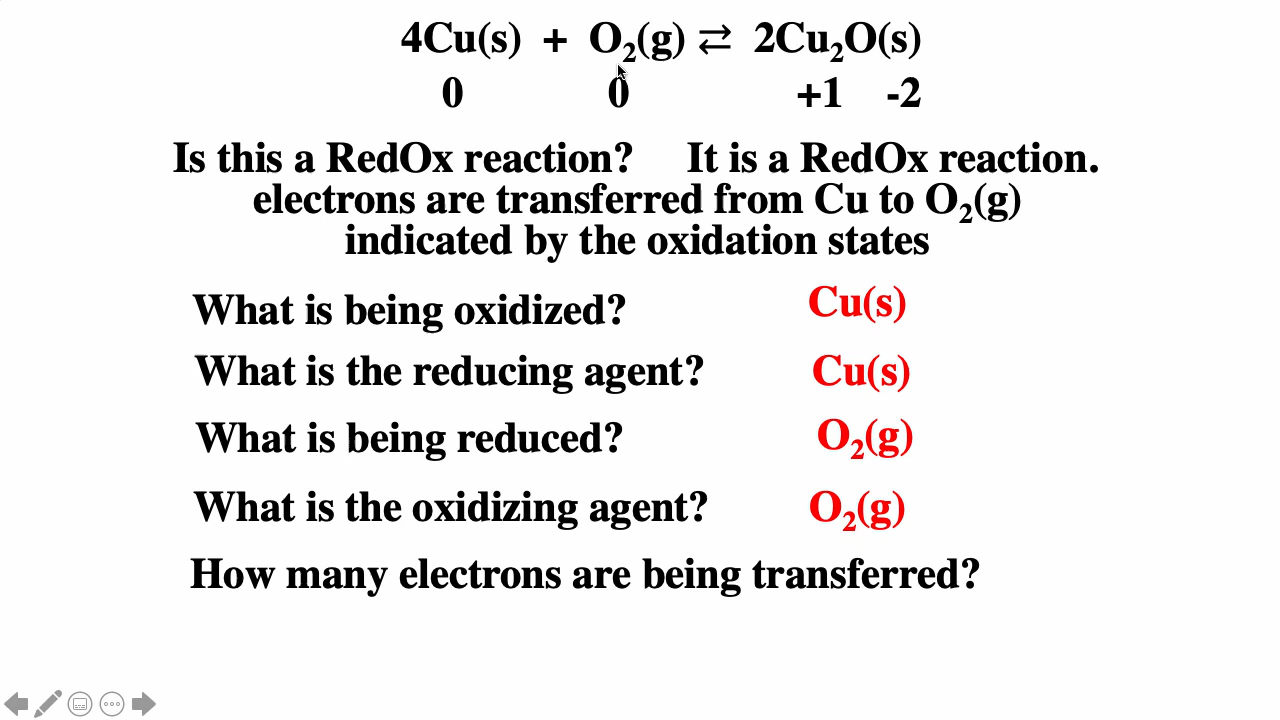 4Cu(s) + O₂(g) ⇄ 2Cu₂O(s)
0 0 +1 -2
Is this a RedOx reaction? It is a RedOx reaction.
electrons are transferred from Cu to O₂(g)
indicated by the oxidation states
What is being oxidized? Cu(s)
What is the reducing agent? Cu(s)
What is being reduced? O₂(g)
What is the oxidizing agent? O₂(g)
How many electrons are being transferred?